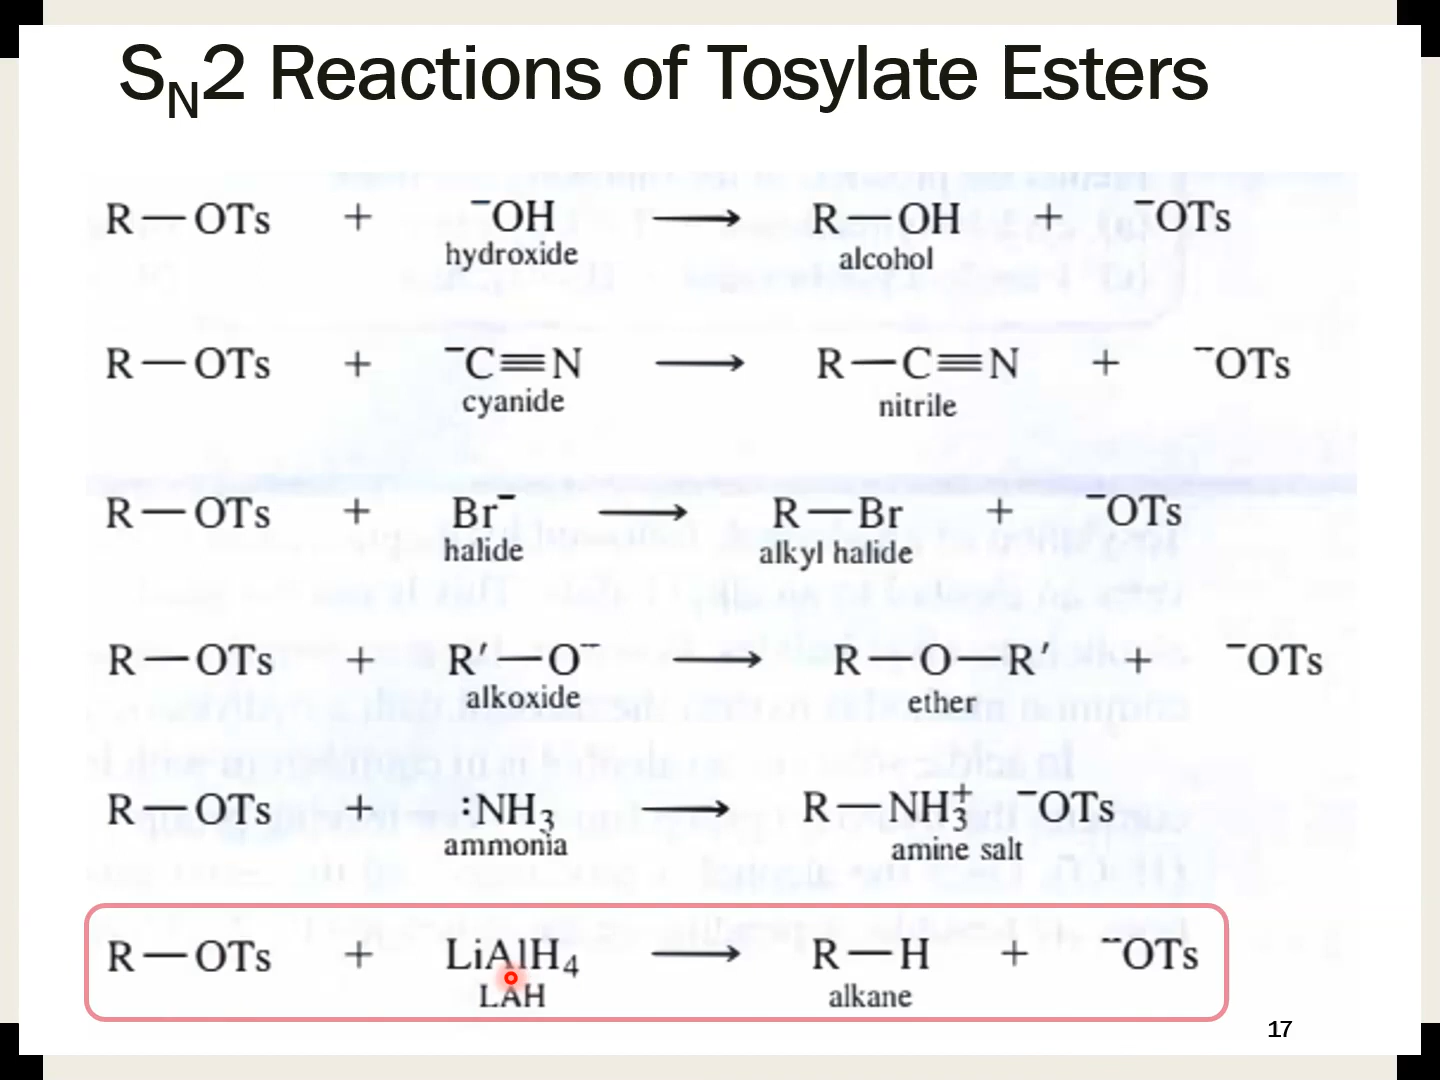 S_N2 Reactions of Tosylate Esters
R—OTs + ⁻OH ⟶ R—OH + ⁻OTs
hydroxide alcohol
R—OTs + ⁻C≡N ⟶ R—C≡N + ⁻OTs
cyanide nitrile
R—OTs + Br⁻ ⟶ R—Br + ⁻OTs
halide alkyl halide
R—OTs + R′—O⁻ ⟶ R—O—R′ + ⁻OTs
alkoxide ether
R—OTs + :NH₃ ⟶ R—NH₃⁺ ⁻OTs
ammonia amine salt
R—OTs + LiAlH₄ ⟶ R—H + ⁻OTs
LAH alkane
17